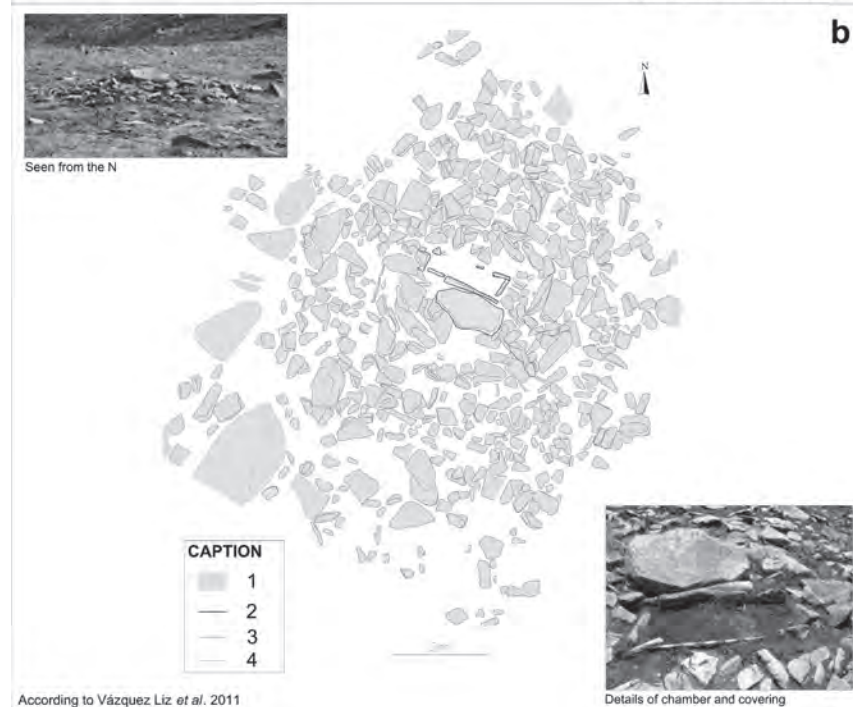 b
N
Seen from the N
CAPTION
1
2
3
4
According to Vázquez Liz et al. 2011
Details of chamber and covering